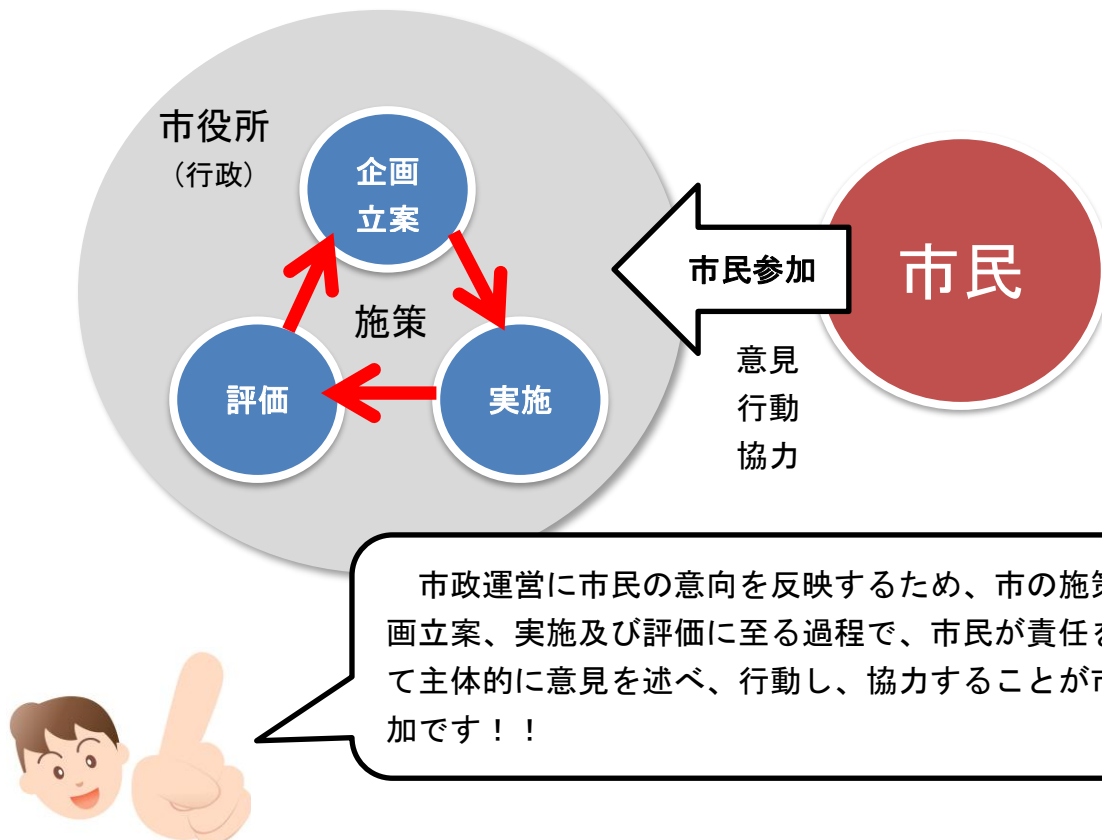 市役所
（行政）
企画
立案
施策
評価
実施
市民参加
市民
意見
行動
協力
市政運営に市民の意向を反映するため、市の施策
画立案、実施及び評価に至る過程で、市民が責任を
て主体的に意見を述べ、行動し、協力することが市
加です！！